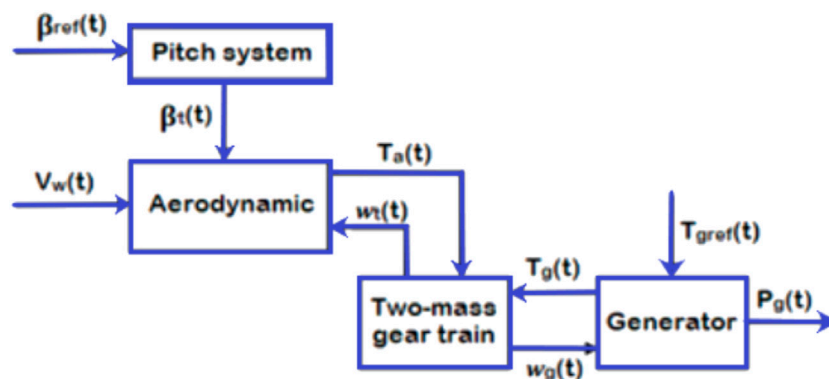 βref(t)
Pitch system
βt(t)
Ta(t)
Vw(t)
Aerodynamic
wt(t)
Tgref(t)
Tg(t)
Pg(t)
Two-mass
gear train
Generator
wg(t)